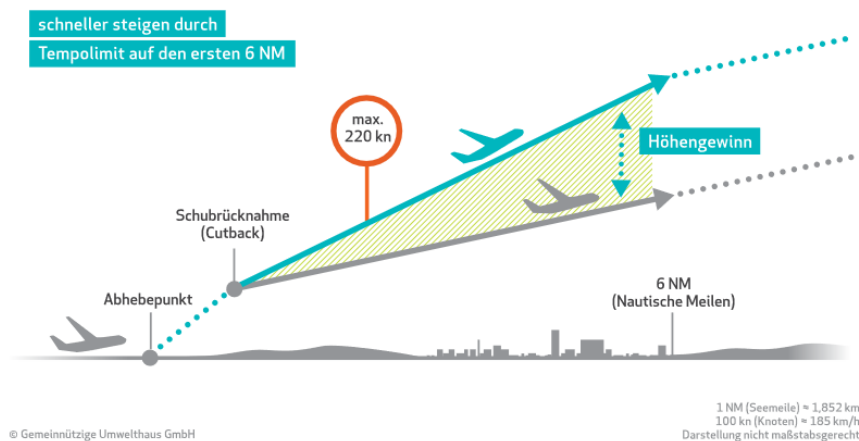 schneller steigen durch
Tempolimit auf den ersten 6 NM
max.
220 kn
Höhengewinn
Schubrücknahme
(Cutback)
Abhebepunkt
6 NM
(Nautische Meilen)
1 NM (Seemeile) ≈ 1,852 km
100 kn (Knoten) ≈ 185 km/h
Darstellung nicht maßstabsgerecht
© Gemeinnützige Umwelthaus GmbH